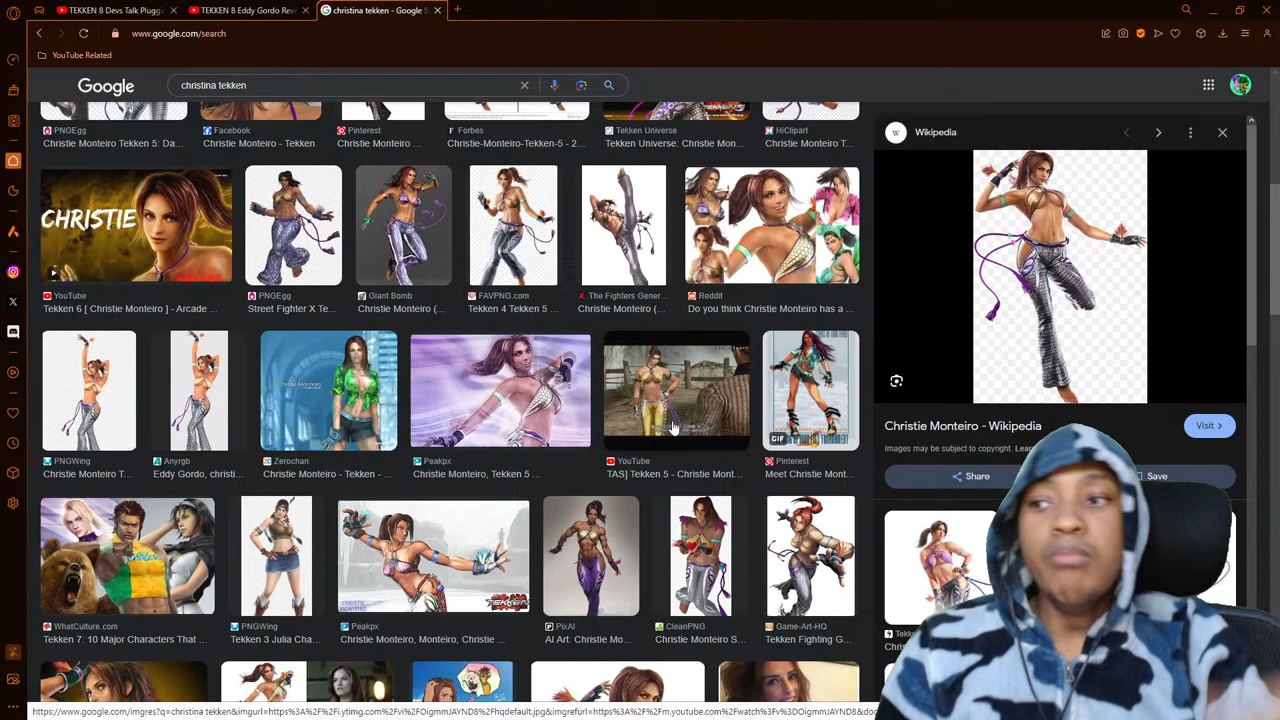 TEKKEN 8 Devs Talk Pluggi
TEKKEN 8 Eddy Gordo Rev
christina tekken - Google S
www.google.com/search
YouTube Related
Google
christina tekken
PNGEgg
Christie Monteiro Tekken 5: Da...
Facebook
Christie Monteiro - Tekken
Pinterest
Christie Monteiro ...
Forbes
Christie-Monteiro-Tekken-5 - 2...
Tekken Universe
Tekken Universe: Christie Mon...
HiClipart
Christie Monteiro T...
Wikipedia
CHRISTIE
YouTube
Tekken 6 [ Christie Monteiro ] - Arcade ...
PNGEgg
Street Fighter X Te...
Giant Bomb
Christie Monteiro (...
FAVPNG.com
Tekken 4 Tekken 5 ...
The Fighters Gener...
Christie Monteiro (...
Reddit
Do you think Christie Monteiro has a ...
Christie Monteiro
GIF
PNGWing
Christie Monteiro T...
Anyrgb
Eddy Gordo, christi...
Zerochan
Christie Monteiro - Tekken - ...
Peakpx
Christie Monteiro, Tekken 5 ...
YouTube
TAS] Tekken 5 - Christie Mont...
Pinterest
Meet Christie Mont...
Christie Monteiro - Wikipedia
Visit
Images may be subject to copyright.
Share
Save
CHRISTIE
MONTEIRO
WhatCulture.com
Tekken 7: 10 Major Characters That ...
PNGWing
Tekken 3 Julia Cha...
Peakpx
Christie Monteiro, Monteiro, Christie ...
PixAI
AI Art: Christie Mo...
CleanPNG
Christie Monteiro S...
Game-Art-HQ
Tekken Fighting G...